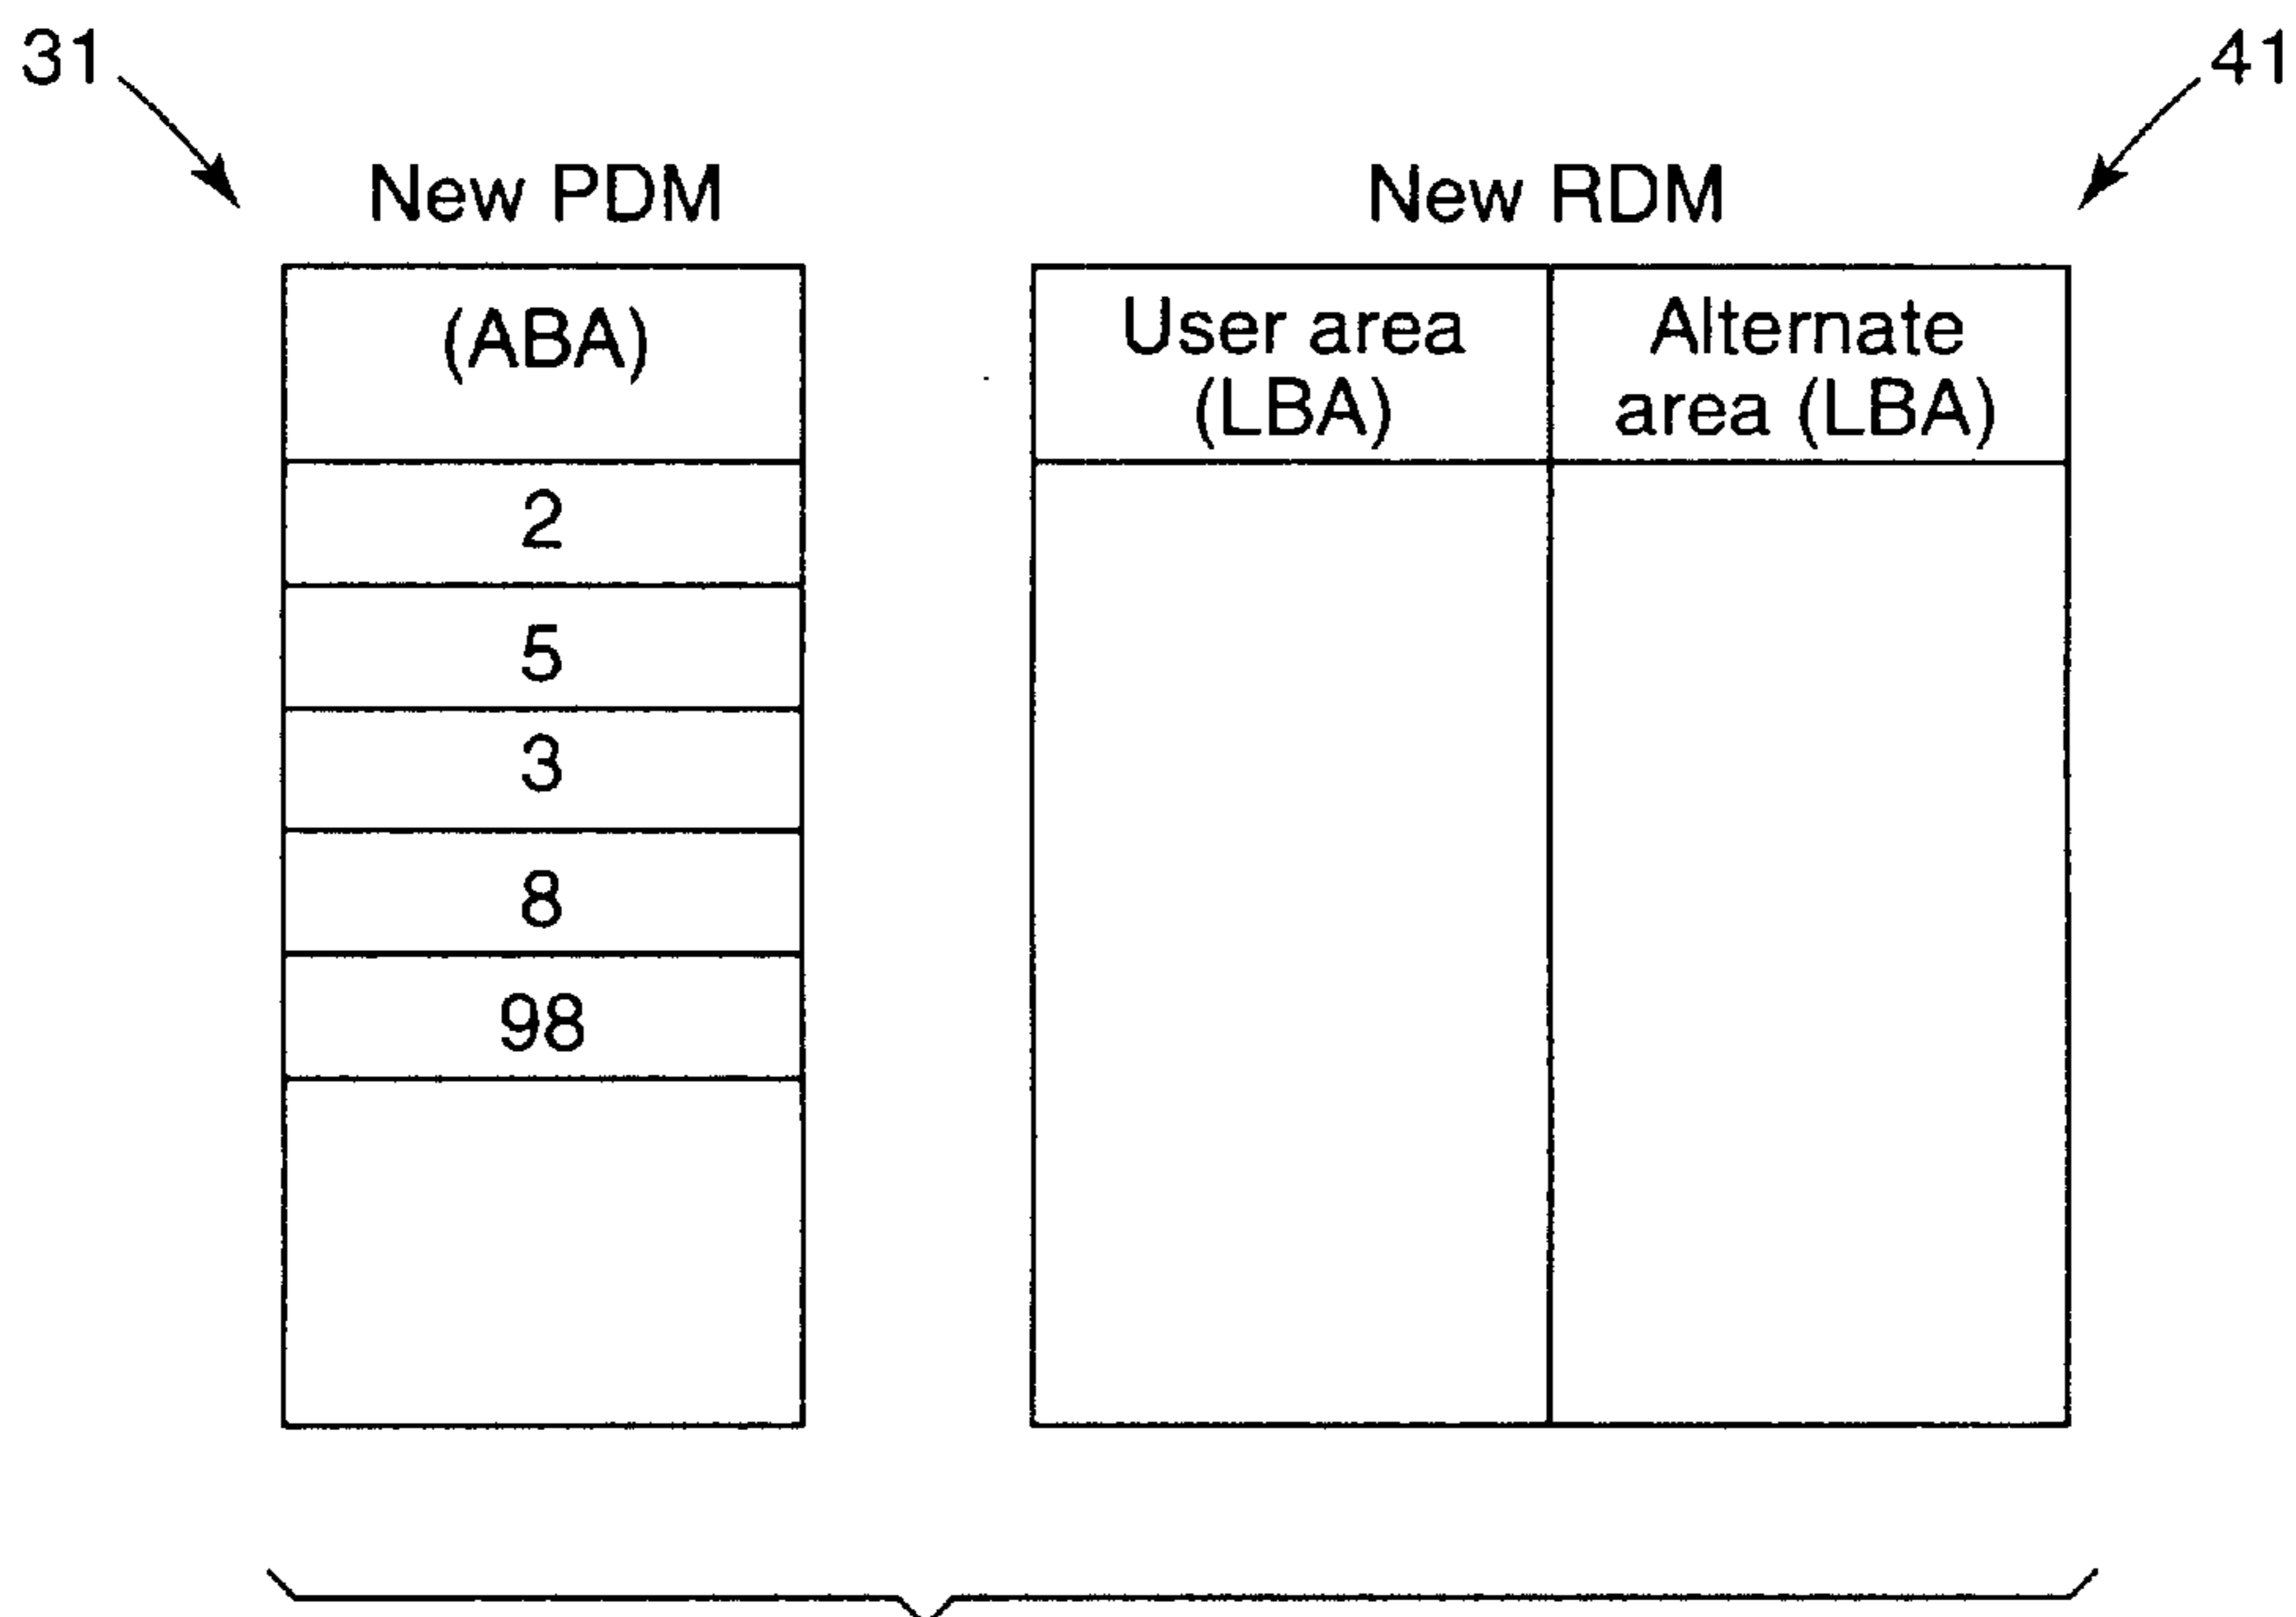 31
41
New PDM
New RDM
(ABA)
2
5
3
8
98
User area
(LBA)
Alternate
area (LBA)